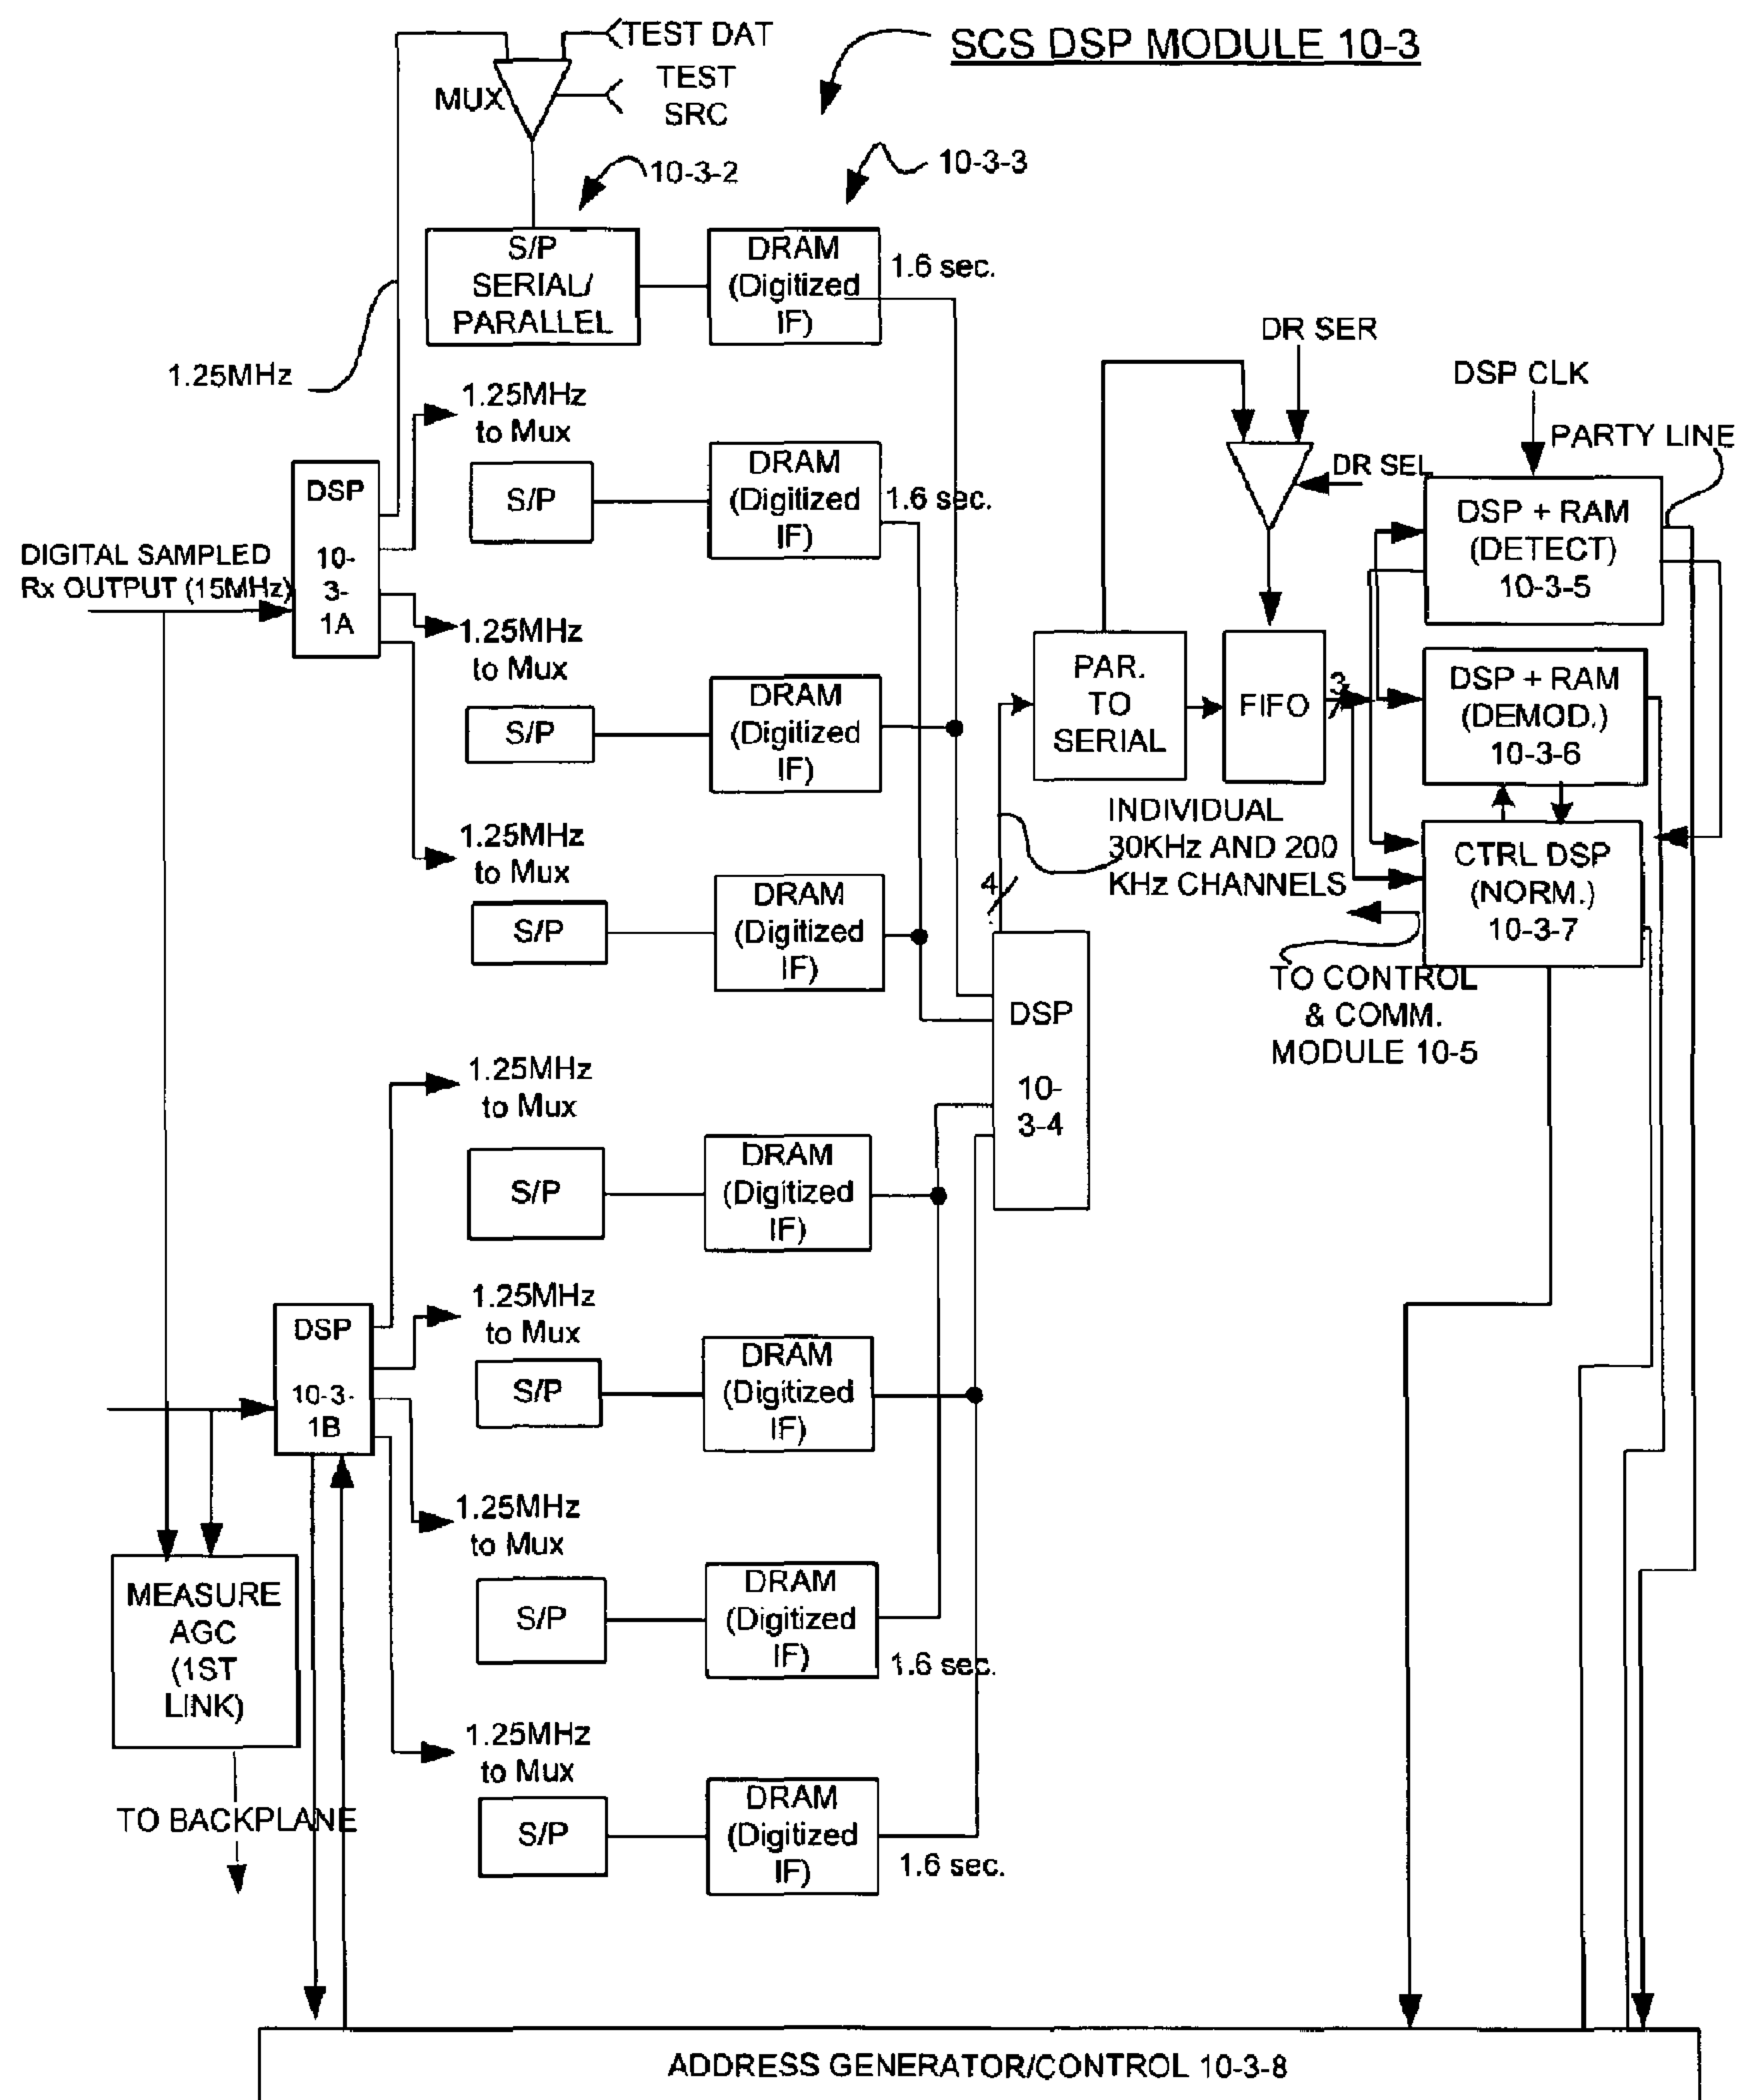 TEST DAT
SCS DSP MODULE 10-3
MUX
TEST
SRC
10-3-2
10-3-3
S/P
SERIAL/
PARALLEL
DRAM
(Digitized
IF)
1.6 sec.
1.25MHz
DR SER
DSP CLK
PARTY LINE
1.25MHz
to Mux
S/P
DRAM
(Digitized
IF)
1.6 sec.
DR SEL
DSP
10-
3-
1A
DIGITAL SAMPLED
Rx OUTPUT (15MHz)
DSP + RAM
(DETECT)
10-3-5
1.25MHz
to Mux
S/P
DRAM
(Digitized
IF)
PAR.
TO
SERIAL
FIFO
3
DSP + RAM
(DEMOD.)
10-3-6
1.25MHz
to Mux
S/P
DRAM
(Digitized
IF)
INDIVIDUAL
30KHz AND 200
KHz CHANNELS
4
CTRL DSP
(NORM.)
10-3-7
TO CONTROL
& COMM.
MODULE 10-5
DSP
10-
3-4
1.25MHz
to Mux
S/P
DRAM
(Digitized
IF)
DSP
10-3-
1B
1.25MHz
to Mux
S/P
DRAM
(Digitized
IF)
1.25MHz
to Mux
S/P
DRAM
(Digitized
IF)
1.6 sec.
MEASURE
AGC
(1ST
LINK)
TO BACKPLANE
1.25MHz
to Mux
S/P
DRAM
(Digitized
IF)
1.6 sec.
ADDRESS GENERATOR/CONTROL 10-3-8